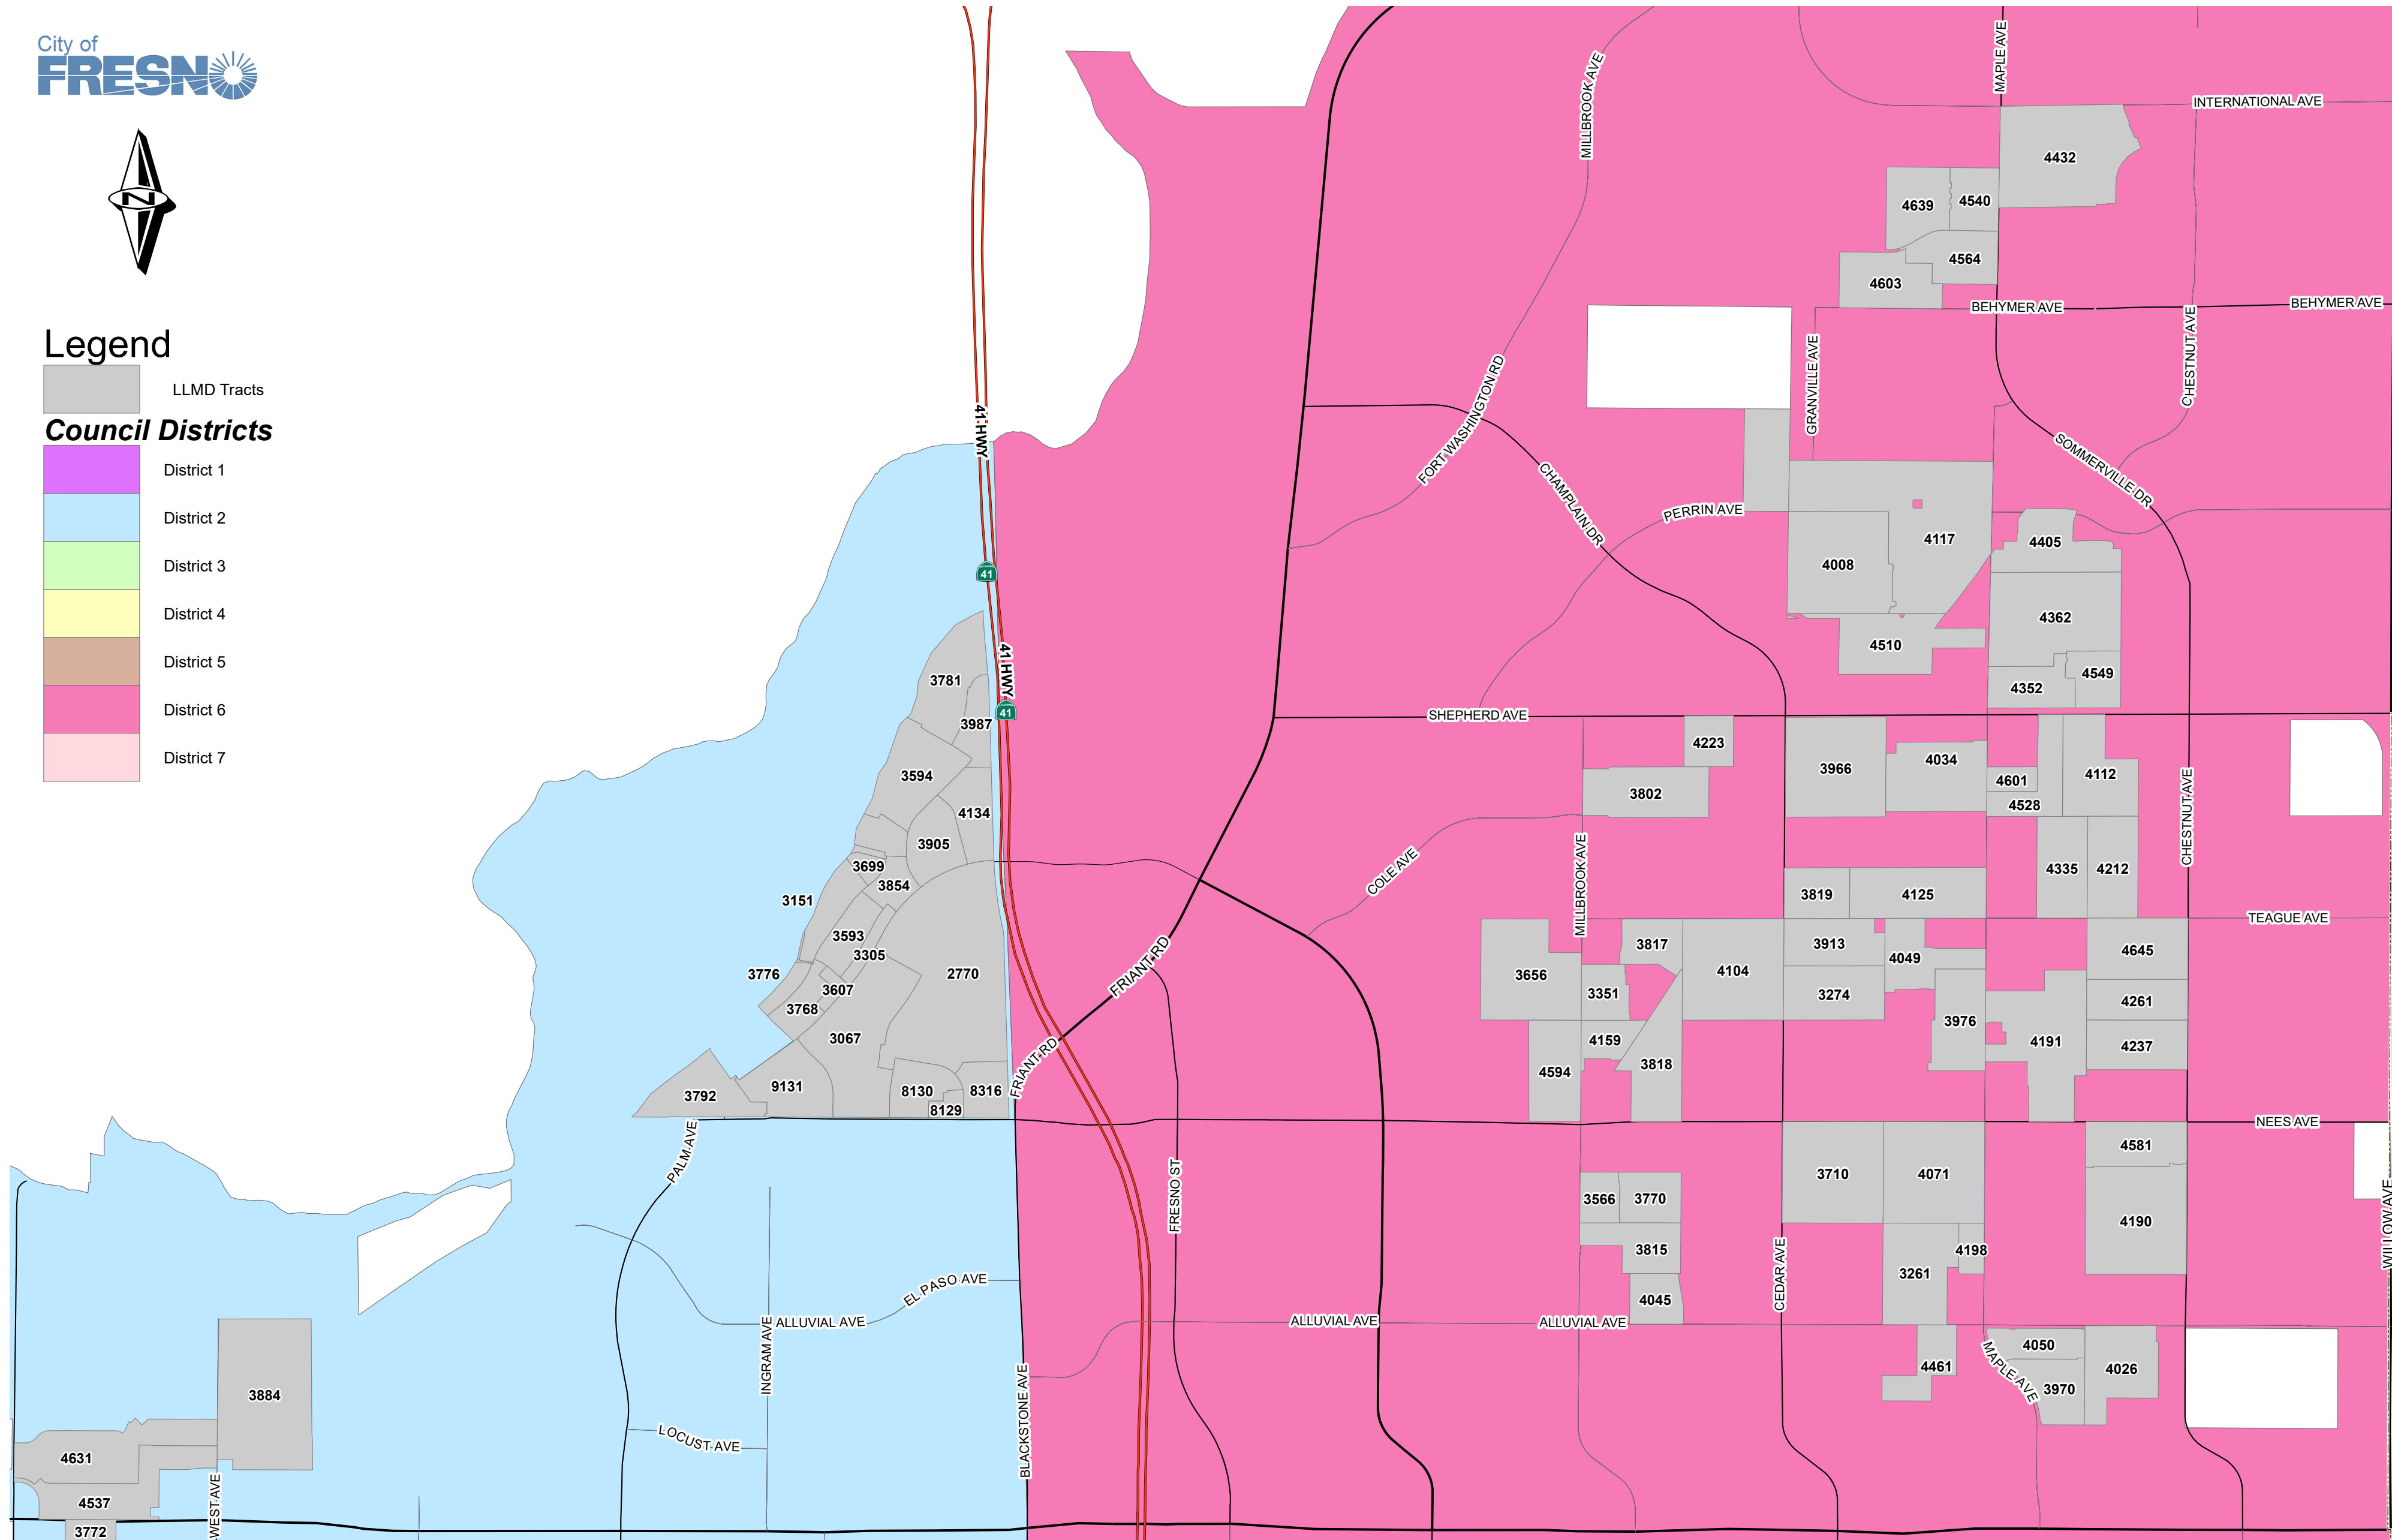 City of
FRESNO
N
Legend
LLMD Tracts
Council Districts
District 1
District 2
District 3
District 4
District 5
District 6
District 7
MAPLE AVE
MILLBROOK AVE
INTERNATIONAL AVE
4432
4639
4540
4564
4603
BEHYMER AVE
BEHYMER AVE
GRANVILLE AVE
CHESTNUT AVE
FORT WASHINGTON RD
41 HWY
SOMMERVILLE DR
CHAMPLAIN DR
PERRIN AVE
4117
4405
4008
41
4362
4510
41 HWY
3781
4549
4352
41
3987
SHEPHERD AVE
4223
3966
4034
4112
3594
4601
3802
4528
4134
3905
CHESTNUT AVE
3699
3854
COLE AVE
MILLBROOK AVE
4335
4212
3819
4125
3151
TEAGUE AVE
3593
3305
3817
3913
4645
4049
3776
2770
FRIANT RD
3656
4104
3607
3351
3274
4261
3768
3976
3067
4159
4191
4237
FRIANT RD
3818
4594
9131
8130
8316
3792
8129
NEES AVE
PALM AVE
4581
3710
4071
FRESNO ST
3566
3770
4190
WILLOW AVE
3815
4198
3261
CEDAR AVE
EL PASO AVE
4045
ALLUVIAL AVE
ALLUVIAL AVE
ALLUVIAL AVE
INGRAM AVE
4050
4461
4026
MAPLE AVE
3970
3884
BLACKSTONE AVE
LOCUST AVE
4631
4537
WEST AVE
3772